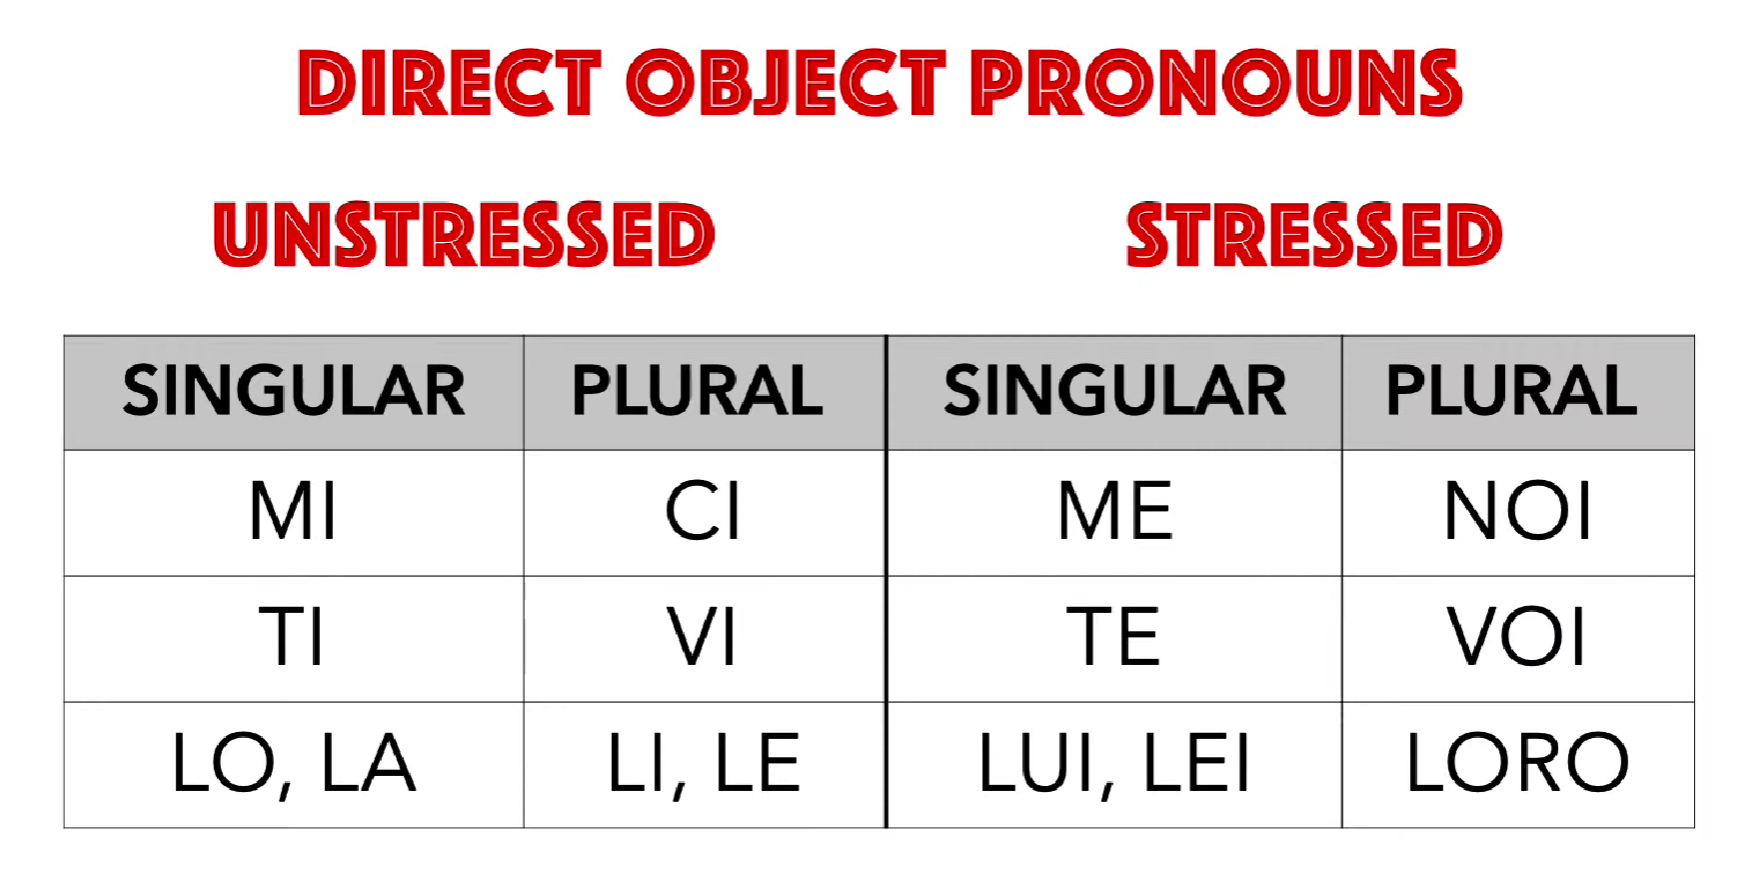 DIRECT OBJECT PRONOUNS
UNSTRESSED STRESSED
SINGULAR PLURAL SINGULAR PLURAL
MI CI ME NOI
TI VI TE VOI
LO, LA LI, LE LUI, LEI LORO